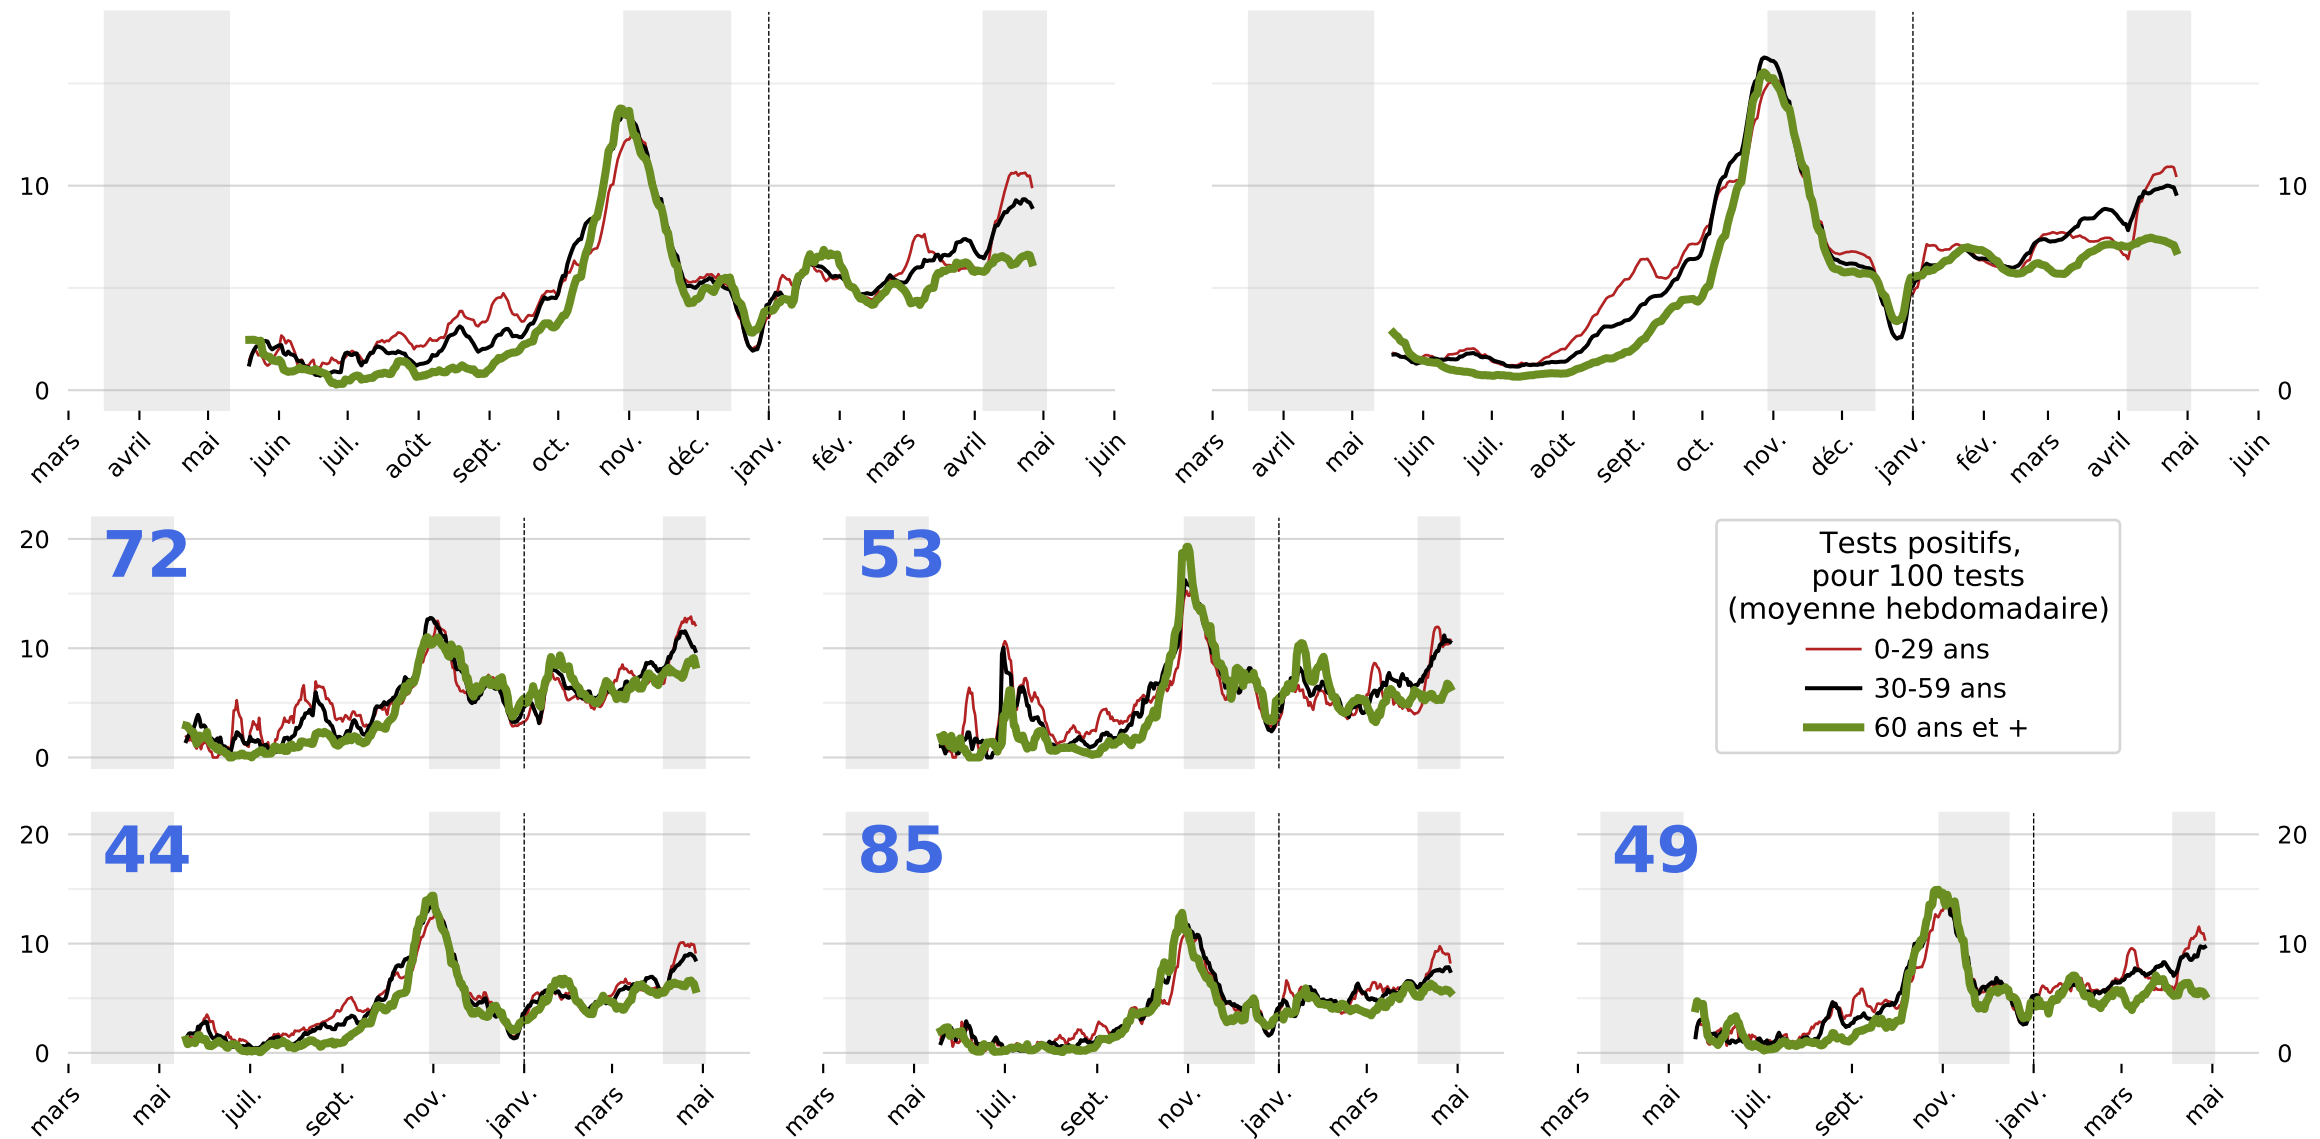 10
0
mars avril mai juin juil. août sept. oct. nov. déc. janv. fév. mars avril mai juin
10
0
mars avril mai juin juil. août sept. oct. nov. déc. janv. fév. mars avril mai juin
72
20
10
0
53
Tests positifs,
pour 100 tests
(moyenne hebdomadaire)
0-29 ans
30-59 ans
60 ans et +
44
20
10
0
mars mai juil. sept. nov. janv. mars mai
85
mars mai juil. sept. nov. janv. mars mai
49
20
10
0
mars mai juil. sept. nov. janv. mars mai